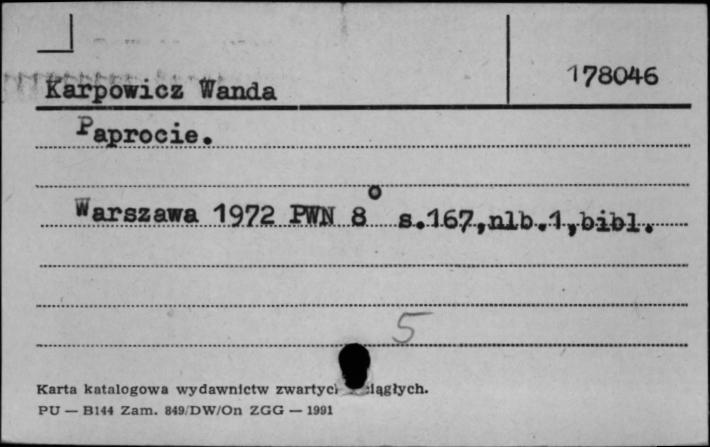 178046
Karpowicz Wanda
Paprocie.
Warszawa 1972 PWN 8° s.167,nlb.1,bibl.
5
Karta katalogowa wydawnictw zwartych
PU — B144 Zam. 849/DW/On ZGG — 1991